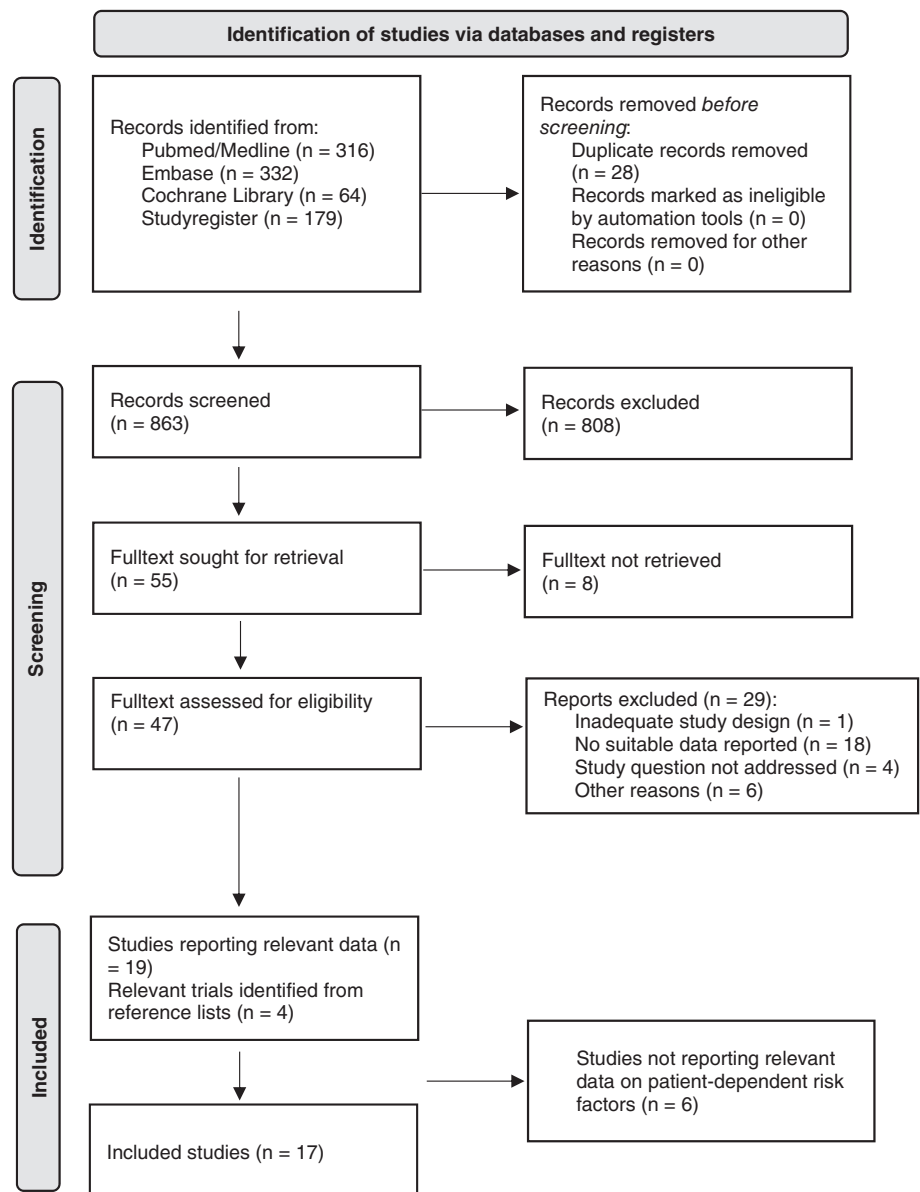 Identification of studies via databases and registers
Identification
Records identified from:
Pubmed/Medline (n = 316)
Embase (n = 332)
Cochrane Library (n = 64)
Studyregister (n = 179)
Records removed before
screening:
Duplicate records removed
(n = 28)
Records marked as ineligible
by automation tools (n = 0)
Records removed for other
reasons (n = 0)
Screening
Records screened
(n = 863)
Records excluded
(n = 808)
Fulltext sought for retrieval
(n = 55)
Fulltext not retrieved
(n = 8)
Fulltext assessed for eligibility
(n = 47)
Reports excluded (n = 29):
Inadequate study design (n = 1)
No suitable data reported (n = 18)
Study question not addressed (n = 4)
Other reasons (n = 6)
Included
Studies reporting relevant data (n
= 19)
Relevant trials identified from
reference lists (n = 4)
Studies not reporting relevant
data on patient-dependent risk
factors (n = 6)
Included studies (n = 17)